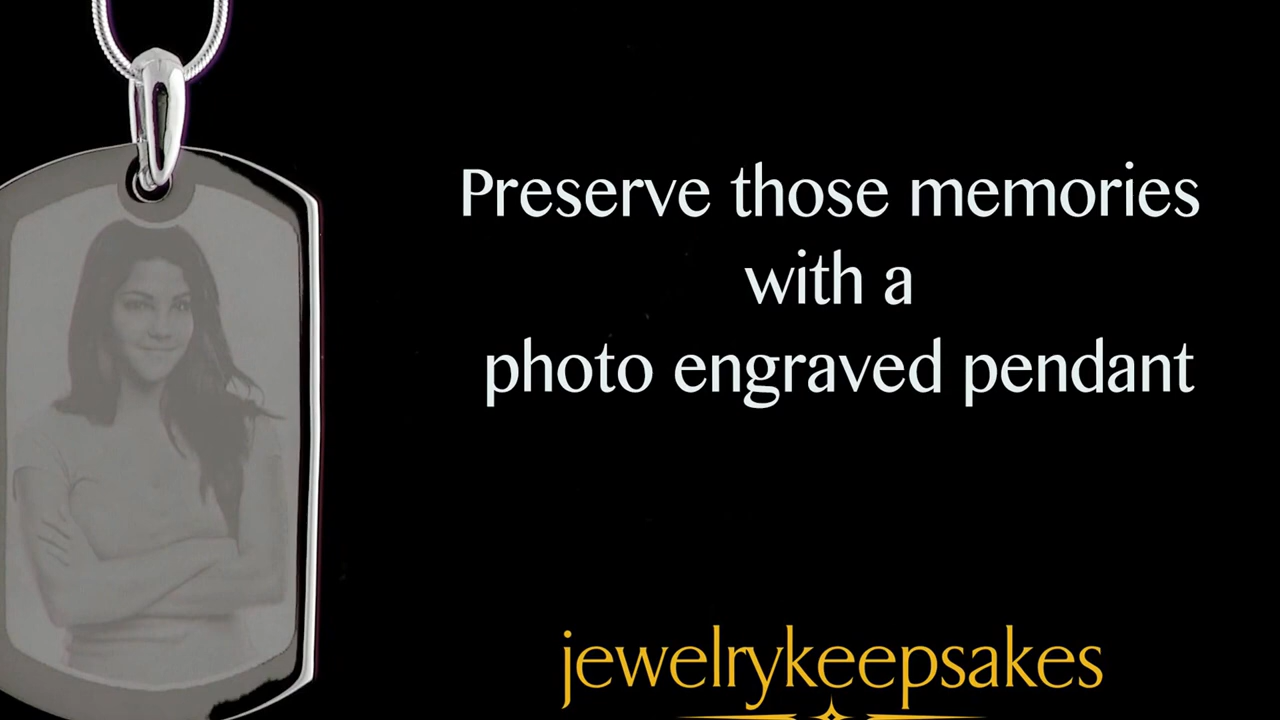 Preserve those memories
with a
photo engraved pendant
jewelrykeepsakes